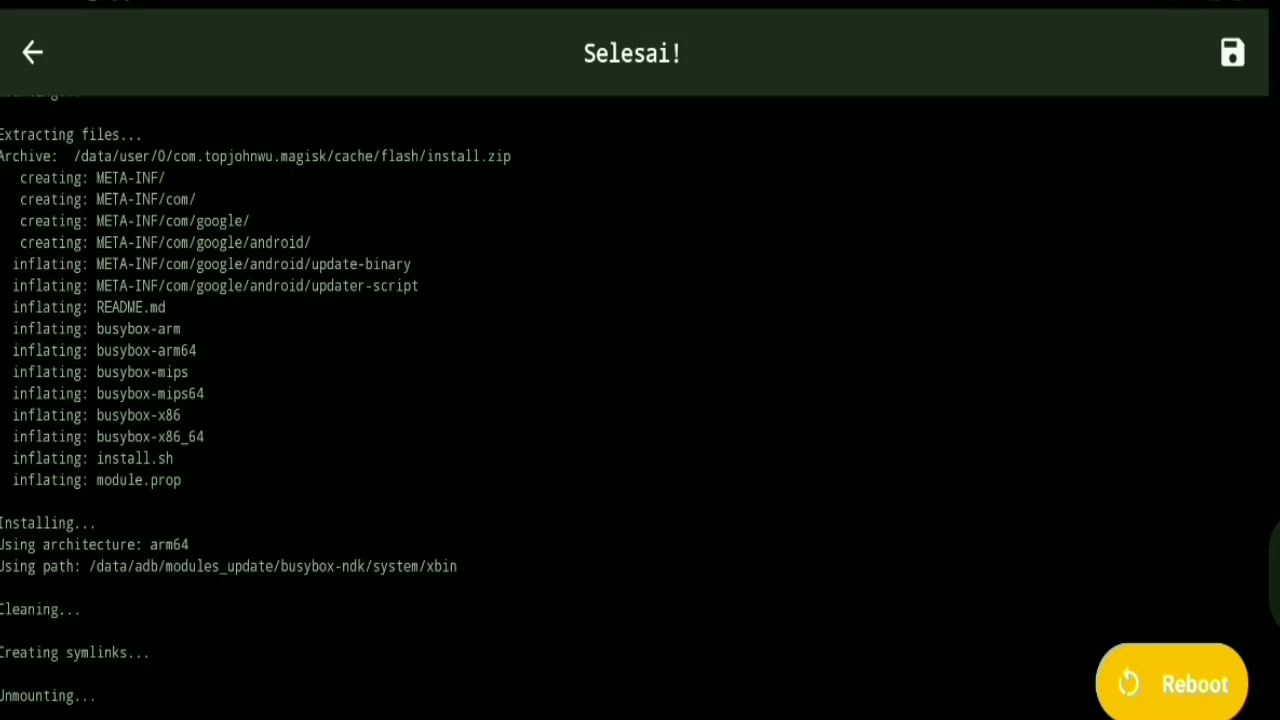 Selesai!
Extracting files...
Archive:  /data/user/0/com.topjohnwu.magisk/cache/flash/install.zip
creating: META-INF/
creating: META-INF/com/
creating: META-INF/com/google/
creating: META-INF/com/google/android/
inflating: META-INF/com/google/android/update-binary
inflating: META-INF/com/google/android/updater-script
inflating: README.md
inflating: busybox-arm
inflating: busybox-arm64
inflating: busybox-mips
inflating: busybox-mips64
inflating: busybox-x86
inflating: busybox-x86_64
inflating: install.sh
inflating: module.prop
Installing...
Using architecture: arm64
Using path: /data/adb/modules_update/busybox-ndk/system/xbin
Cleaning...
Creating symlinks...
Unmounting...
Reboot